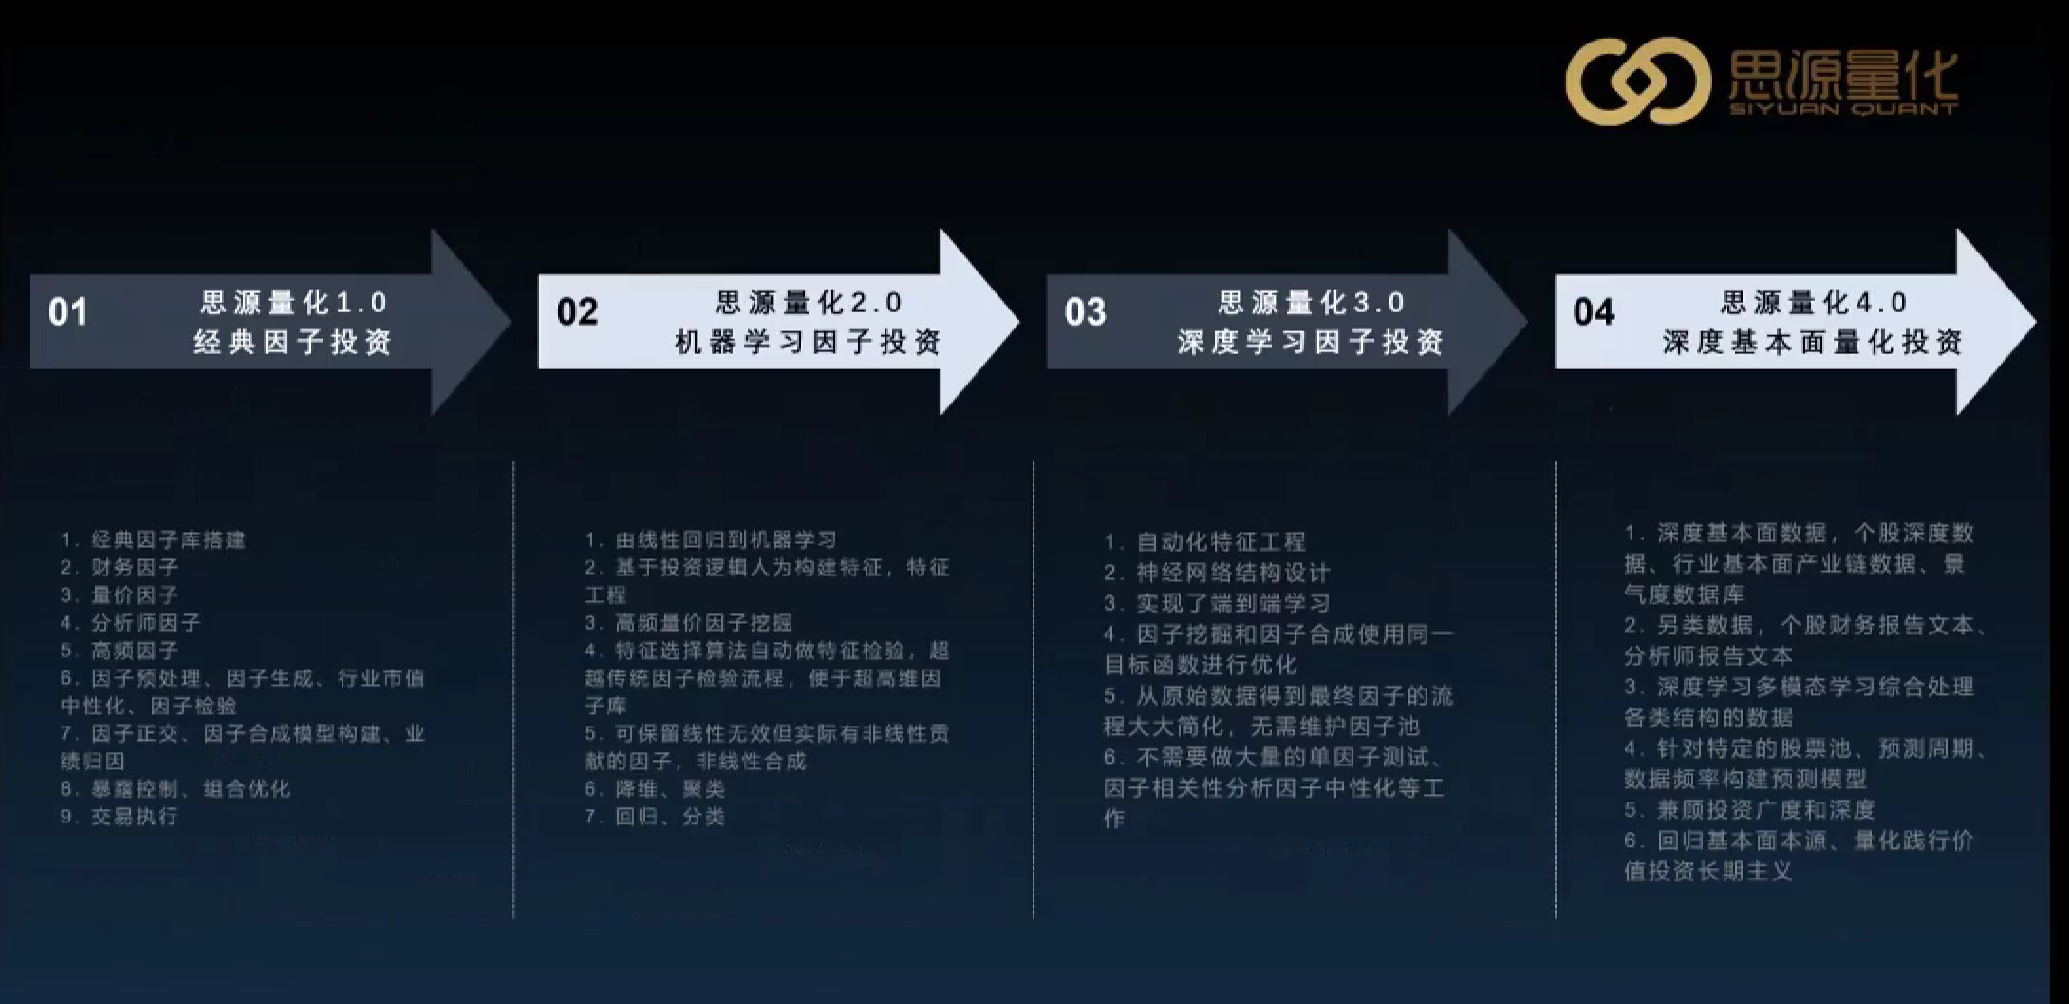 思源量化
SIYUAN QUANT
01
思源量化1.0
经典因子投资
02
思源量化2.0
机器学习因子投资
03
思源量化3.0
深度学习因子投资
04
思源量化4.0
深度基本面量化投资
1. 经典因子库搭建
2. 财务因子
3. 量价因子
4. 分析师因子
5. 高频因子
6. 因子预处理、因子生成、行业市值
中性化、因子检验
7. 因子正交、因子合成模型构建、业
绩归因
8. 暴露控制、组合优化
9. 交易执行
1. 由线性回归到机器学习
2. 基于投资逻辑人为构建特征，特征
工程
3. 高频量价因子挖掘
4. 特征选择算法自动做特征检验，超
越传统因子检验流程，便于超高维因
子库
5. 可保留线性无效但实际有非线性贡
献的因子，非线性合成
6. 降维、聚类
7. 回归、分类
1. 自动化特征工程
2. 神经网络结构设计
3. 实现了端到端学习
4. 因子挖掘和因子合成使用同一
目标函数进行优化
5. 从原始数据得到最终因子的流
程大大简化，无需维护因子池
6. 不需要做大量的单因子测试、
因子相关性分析因子中性化等工
作
1. 深度基本面数据，个股深度数
据、行业基本面产业链数据、景
气度数据库
2. 另类数据，个股财务报告文本、
分析师报告文本
3. 深度学习多模态学习综合处理
各类结构的数据
4. 针对特定的股票池、预测周期、
数据频率构建预测模型
5. 兼顾投资广度和深度
6. 回归基本面本源、量化践行价
值投资长期主义